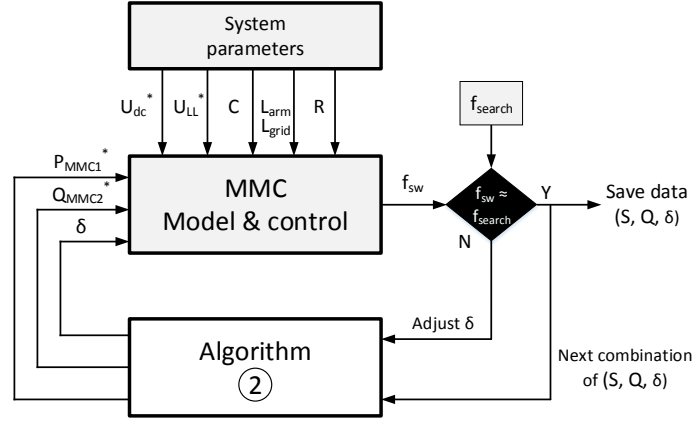 System
parameters
U_dc* U_LL* C L_arm R
L_grid
f_search
P_MMC1*
Q_MMC2*
δ
MMC
Model & control
f_sw
f_sw ≈
f_search
Y
N
Save data
(S, Q, δ)
Adjust δ
Algorithm
2
Next combination
of (S, Q, δ)